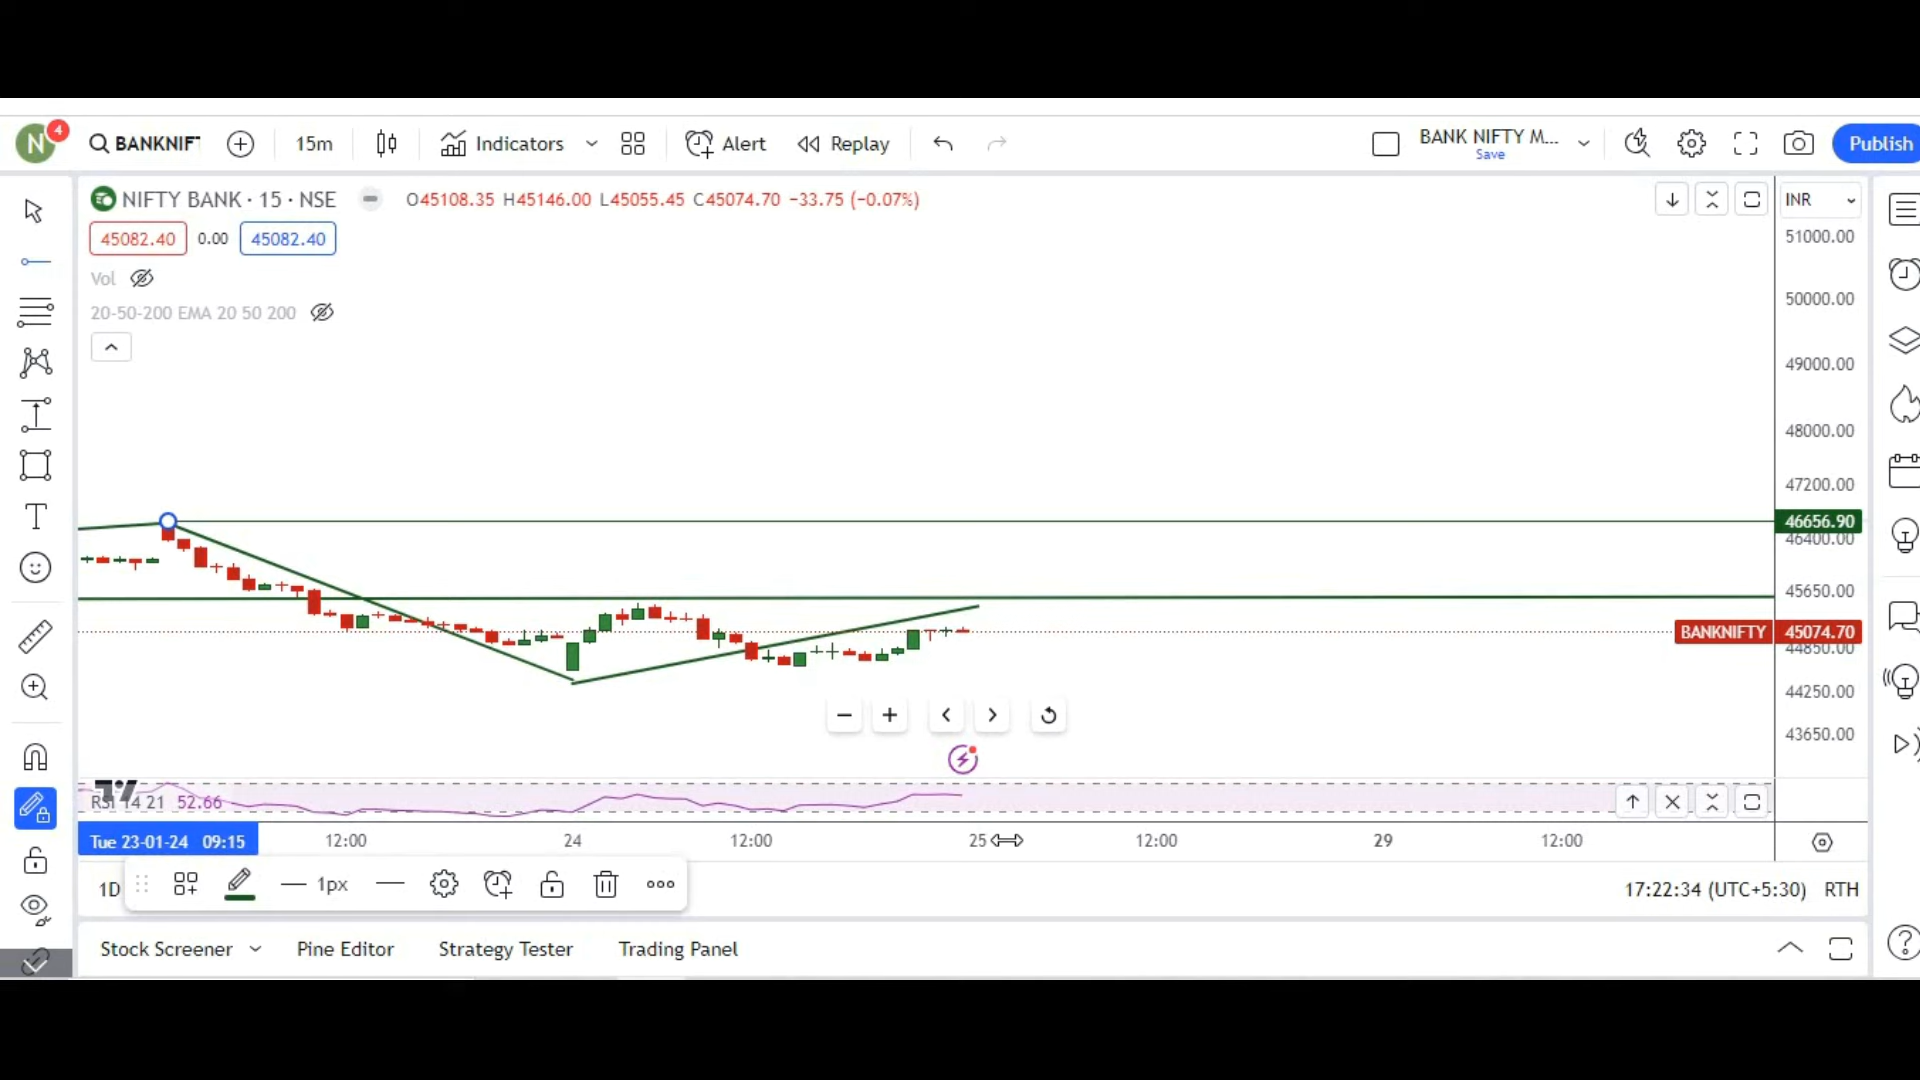 N 4 BANKNIF 15m Indicators Alert Replay BANK NIFTY M... Save Publish
NIFTY BANK · 15 · NSE O45108.35 H45146.00 L45055.45 C45074.70 −33.75 (−0.07%) INR
45082.40 0.00 45082.40
Vol
20-50-200 EMA 20 50 200
51000.00
50000.00
49000.00
48000.00
47200.00
46656.90
46400.00
45650.00
BANKNIFTY 45074.70
44850.00
44250.00
43650.00
RSI 14 21 52.66
Tue 23-01-24 09:15 12:00 24 12:00 25 12:00 29 12:00
1D 1px 17:22:34 (UTC+5:30) RTH
Stock Screener Pine Editor Strategy Tester Trading Panel